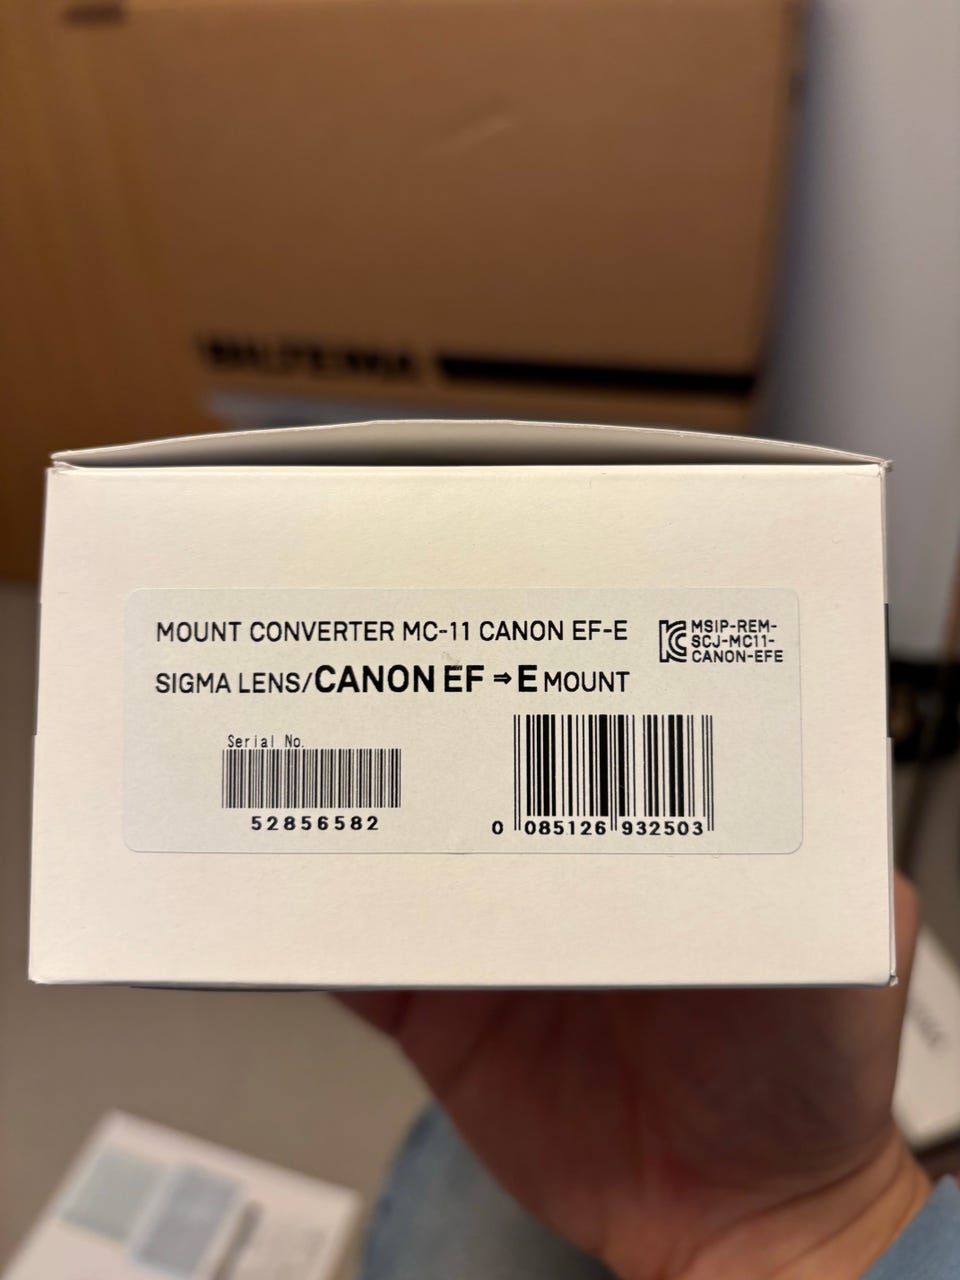 MOUNT CONVERTER MC-11 CANON EF-E
SIGMA LENS/CANON EF ⇒ E MOUNT
MSIP-REM-
SCJ-MC11-
CANON-EFE
Serial No.
52856582
0 085126 932503